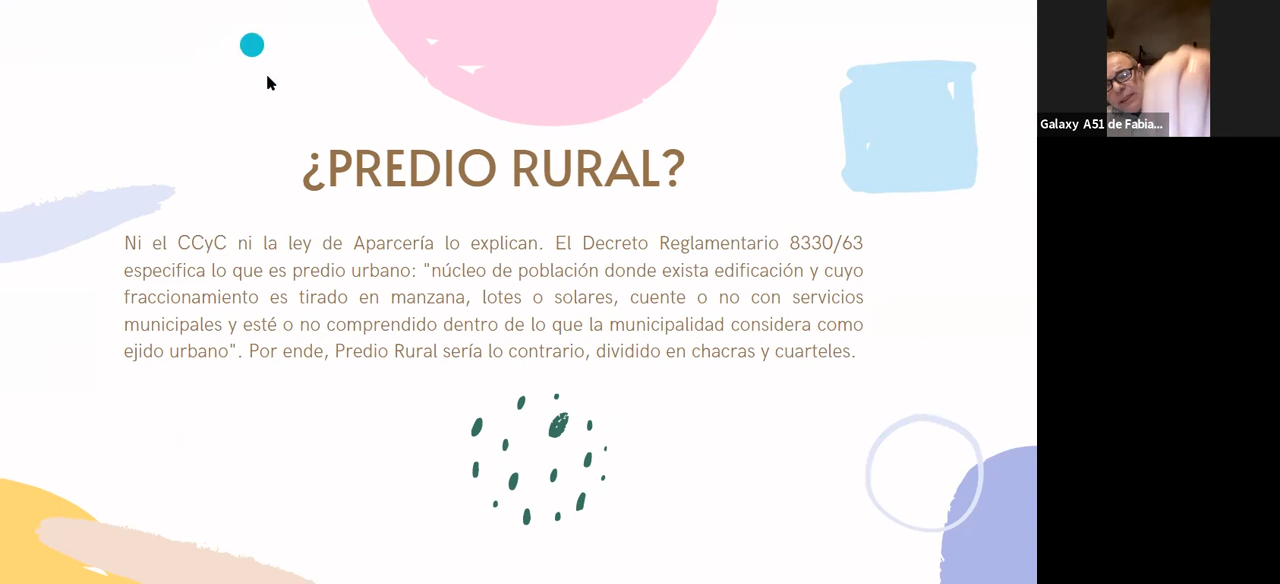 ¿PREDIO RURAL?
Ni el CCyC ni la ley de Aparcería lo explican. El Decreto Reglamentario 8330/63
especifica lo que es predio urbano: "núcleo de población donde exista edificación y cuyo
fraccionamiento es tirado en manzana, lotes o solares, cuente o no con servicios
municipales y esté o no comprendido dentro de lo que la municipalidad considera como
ejido urbano". Por ende, Predio Rural sería lo contrario, dividido en chacras y cuarteles.
Galaxy A51 de Fabia...